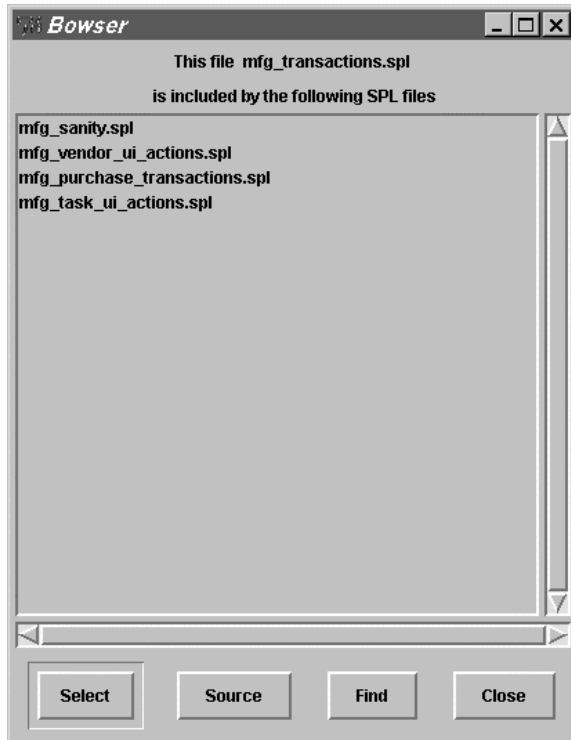 Bowser
This file mfg_transactions.spl
is included by the following SPL files
mfg_sanity.spl
mfg_vendor_ui_actions.spl
mfg_purchase_transactions.spl
mfg_task_ui_actions.spl
Select Source Find Close